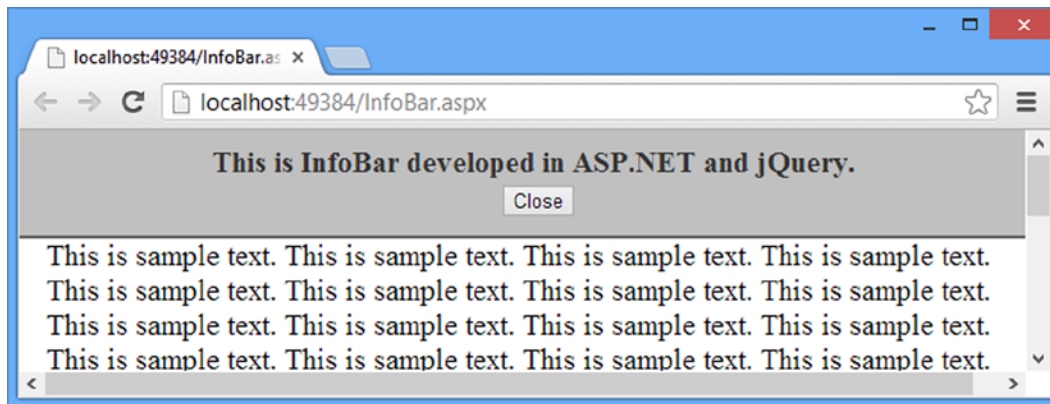 localhost:49384/InfoBar.as
localhost:49384/InfoBar.aspx
This is InfoBar developed in ASP.NET and jQuery.
Close
This is sample text. This is sample text. This is sample text. This is sample text.
This is sample text. This is sample text. This is sample text. This is sample text.
This is sample text. This is sample text. This is sample text. This is sample text.
This is sample text. This is sample text. This is sample text. This is sample text.